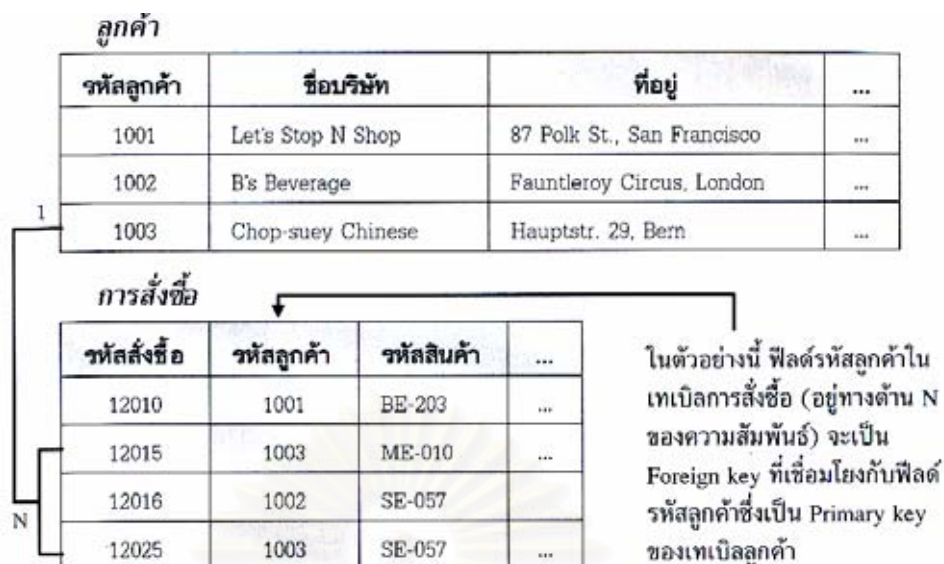 ลูกค้า
รหัสลูกค้า ชื่อบริษัท ที่อยู่ ...
1001 Let's Stop N Shop 87 Polk St., San Francisco ...
1002 B's Beverage Fauntleroy Circus, London ...
1
1003 Chop-suey Chinese Hauptstr. 29, Bern ...
การสั่งซื้อ
รหัสสั่งซื้อ รหัสลูกค้า รหัสสินค้า ...
12010 1001 BE-203 ...
12015 1003 ME-010 ...
12016 1002 SE-057
N
12025 1003 SE-057 ...
ในตัวอย่างนี้ ฟีลด์รหัสลูกค้าใน
เทเบิลการสั่งซื้อ (อยู่ทางด้าน N
ของความสัมพันธ์) จะเป็น
Foreign key ที่เชื่อมโยงกับฟีลด์
รหัสลูกค้าซึ่งเป็น Primary key
ของเทเบิลลูกค้า